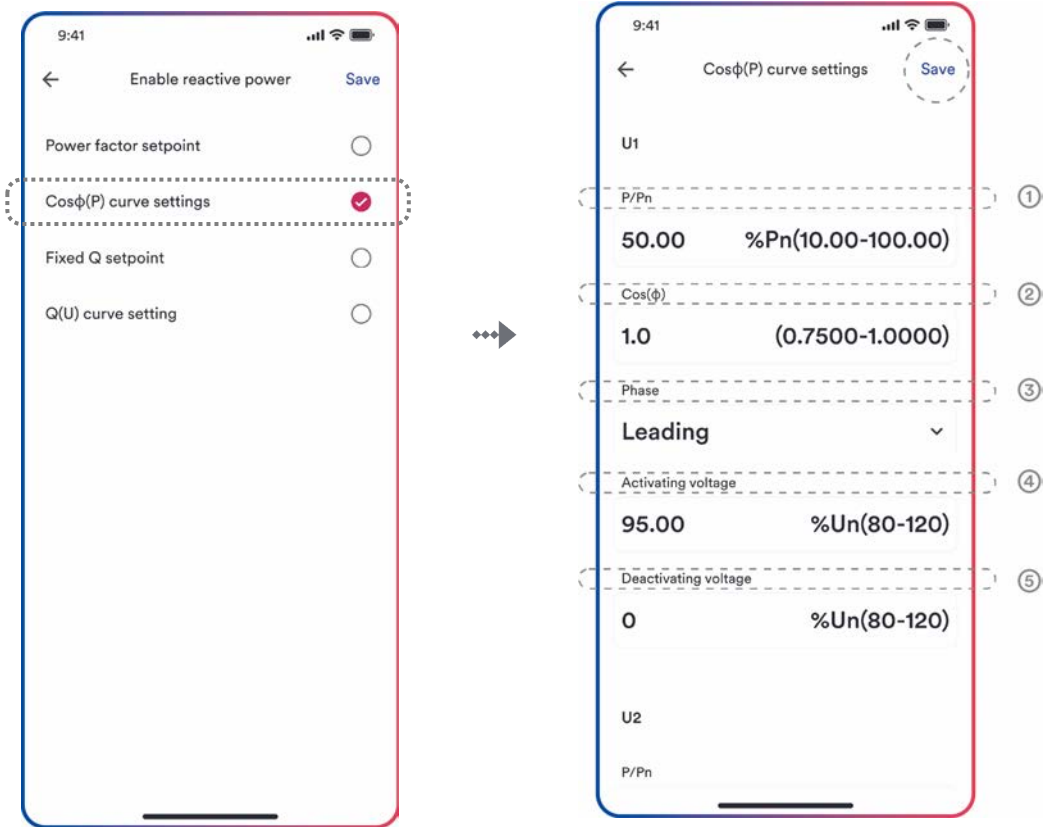 9:41
Enable reactive power Save
Power factor setpoint
Cosϕ(P) curve settings
Fixed Q setpoint
Q(U) curve setting
9:41
Cosϕ(P) curve settings Save
U1
P/Pn
①
50.00 %Pn(10.00-100.00)
Cos(ϕ)
②
1.0 (0.7500-1.0000)
Phase
③
Leading
Activating voltage
④
95.00 %Un(80-120)
Deactivating voltage
⑤
0 %Un(80-120)
U2
P/Pn